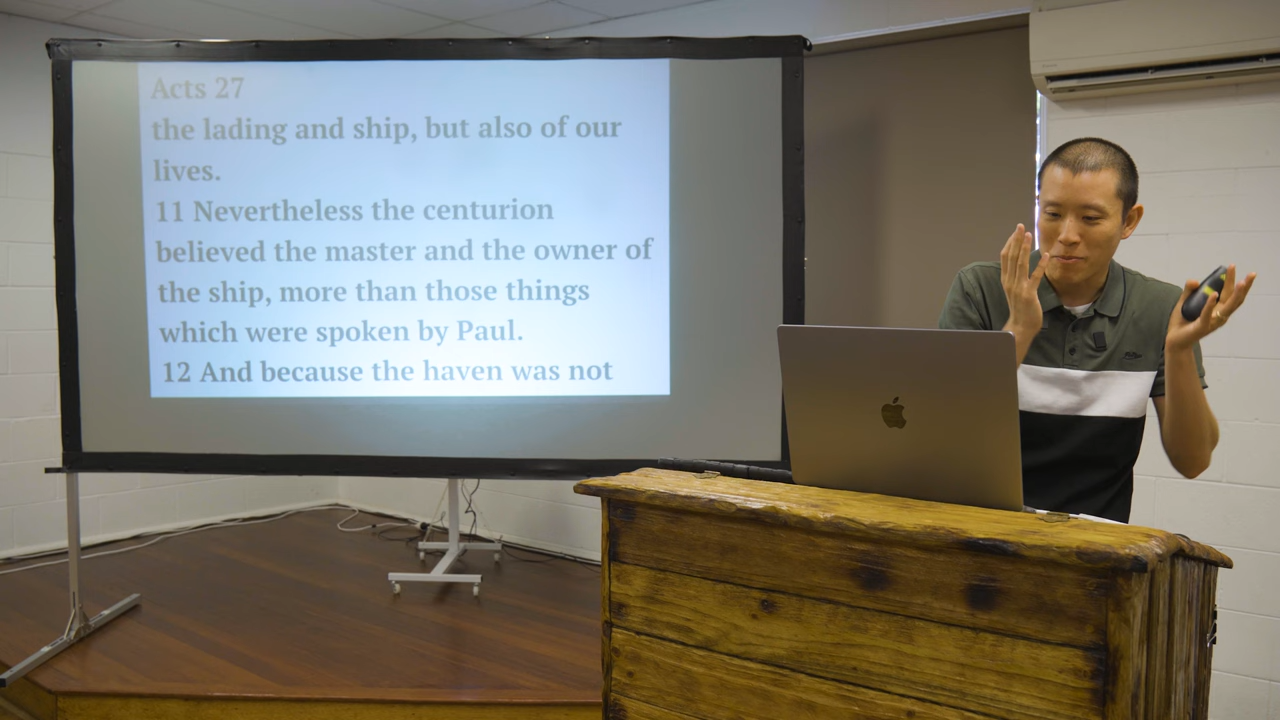 Acts 27
the lading and ship, but also of our
lives.
11 Nevertheless the centurion
believed the master and the owner of
the ship, more than those things
which were spoken by Paul.
12 And because the haven was not